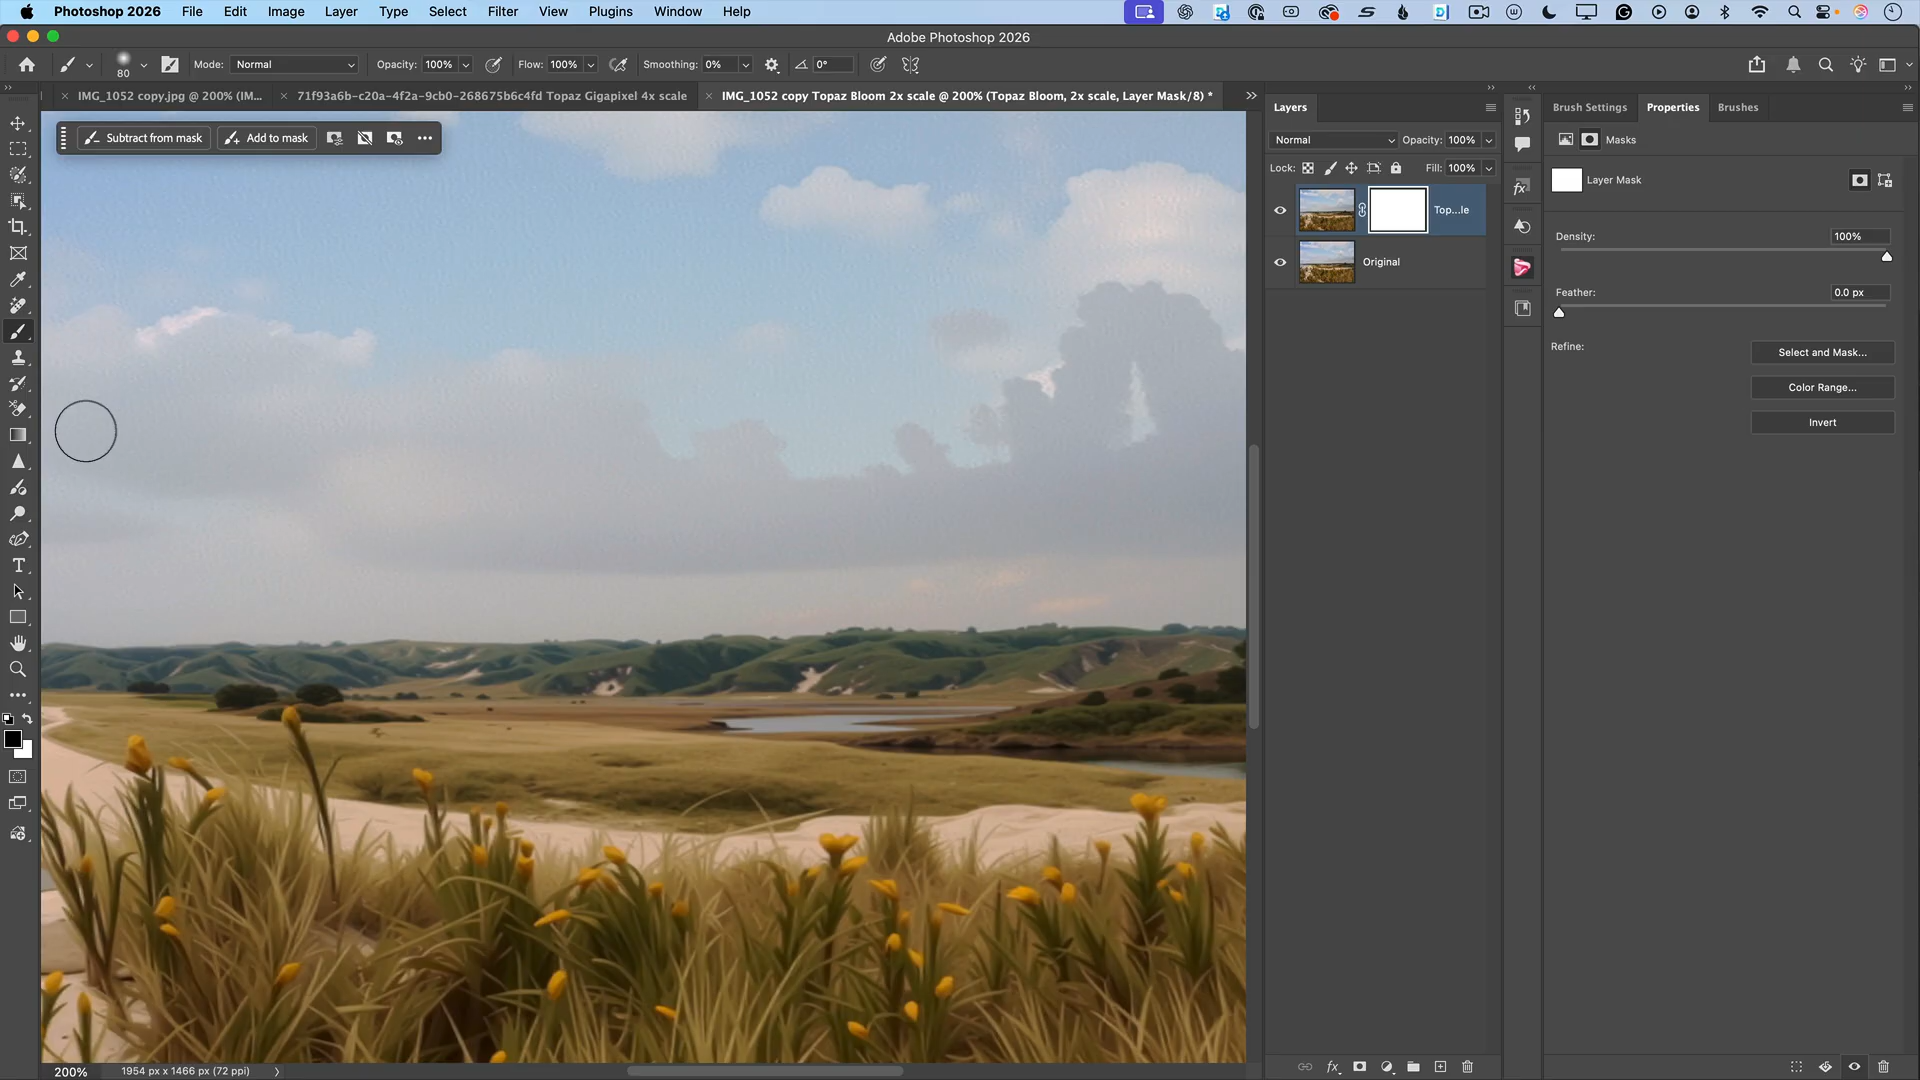 Photoshop 2026 File Edit Image Layer Type Select Filter View Plugins Window Help
Adobe Photoshop 2026
80 Mode: Normal Opacity: 100% Flow: 100% Smoothing: 0% 0°
IMG_1052 copy.jpg @ 200% (IM... 71f93a6b-c20a-4f2a-9cb0-268675b6c4fd Topaz Gigapixel 4x scale IMG_1052 copy Topaz Bloom 2x scale @ 200% (Topaz Bloom, 2x scale, Layer Mask/8) *
Subtract from mask Add to mask
Layers
Normal Opacity: 100%
Lock: Fill: 100%
Top...le
Original
Brush Settings Properties Brushes
Masks
Layer Mask
Density: 100%
Feather: 0.0 px
Refine: Select and Mask...
Color Range...
Invert
200% 1954 px x 1466 px (72 ppi)